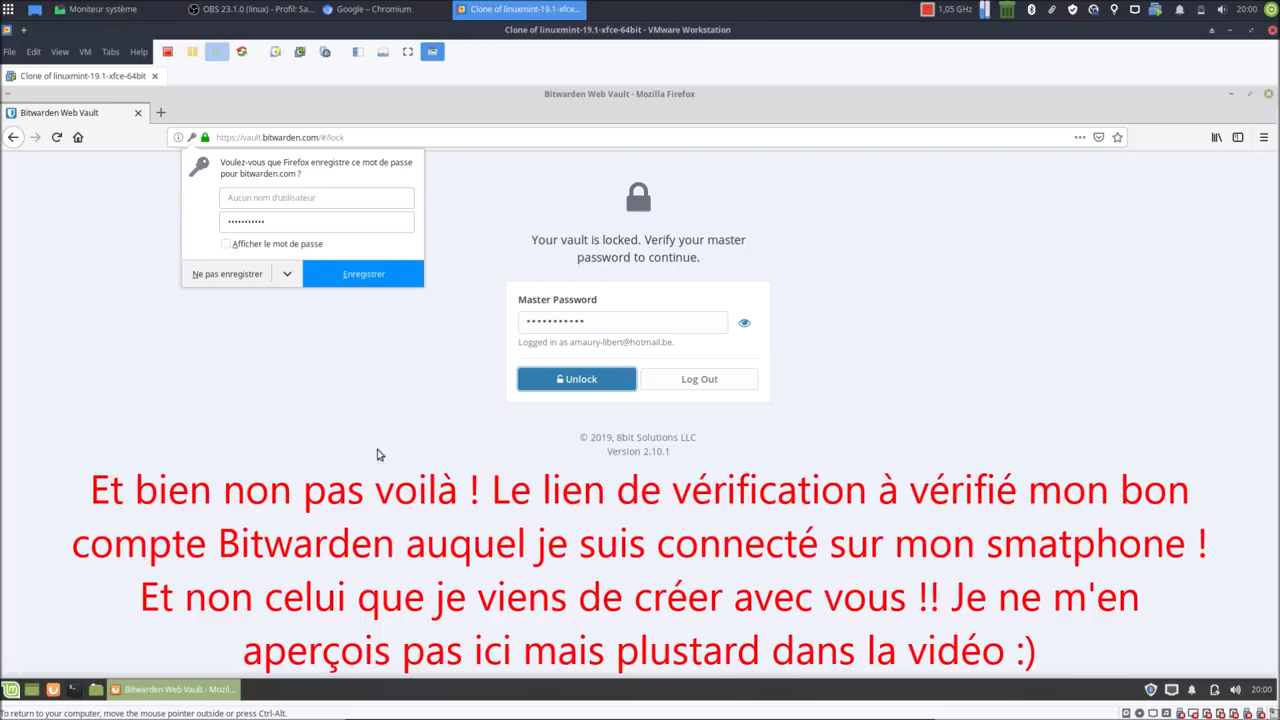 Moniteur système
OBS 23.1.0 (linux) - Profil: Sa...
Google – Chromium
Clone of linuxmint-19.1-xfce...
1,05 GHz
20:00
Clone of linuxmint-19.1-xfce-64bit - VMware Workstation
File Edit View VM Tabs Help
Clone of linuxmint-19.1-xfce-64bit
Bitwarden Web Vault - Mozilla Firefox
Bitwarden Web Vault
https://vault.bitwarden.com/#/lock
Voulez-vous que Firefox enregistre ce mot de passe
pour bitwarden.com ?
Aucun nom d'utilisateur
•••••••••••
Afficher le mot de passe
Ne pas enregistrer
Enregistrer
Your vault is locked. Verify your master
password to continue.
Master Password
•••••••••••
Logged in as amaury-libert@hotmail.be.
Unlock
Log Out
© 2019, 8bit Solutions LLC
Version 2.10.1
Et bien non pas voilà ! Le lien de vérification à vérifié mon bon
compte Bitwarden auquel je suis connecté sur mon smatphone !
Et non celui que je viens de créer avec vous !! Je ne m'en
aperçois pas ici mais plustard dans la vidéo :)
Bitwarden Web Vault - Mozil...
20:00
To return to your computer, move the mouse pointer outside or press Ctrl-Alt.